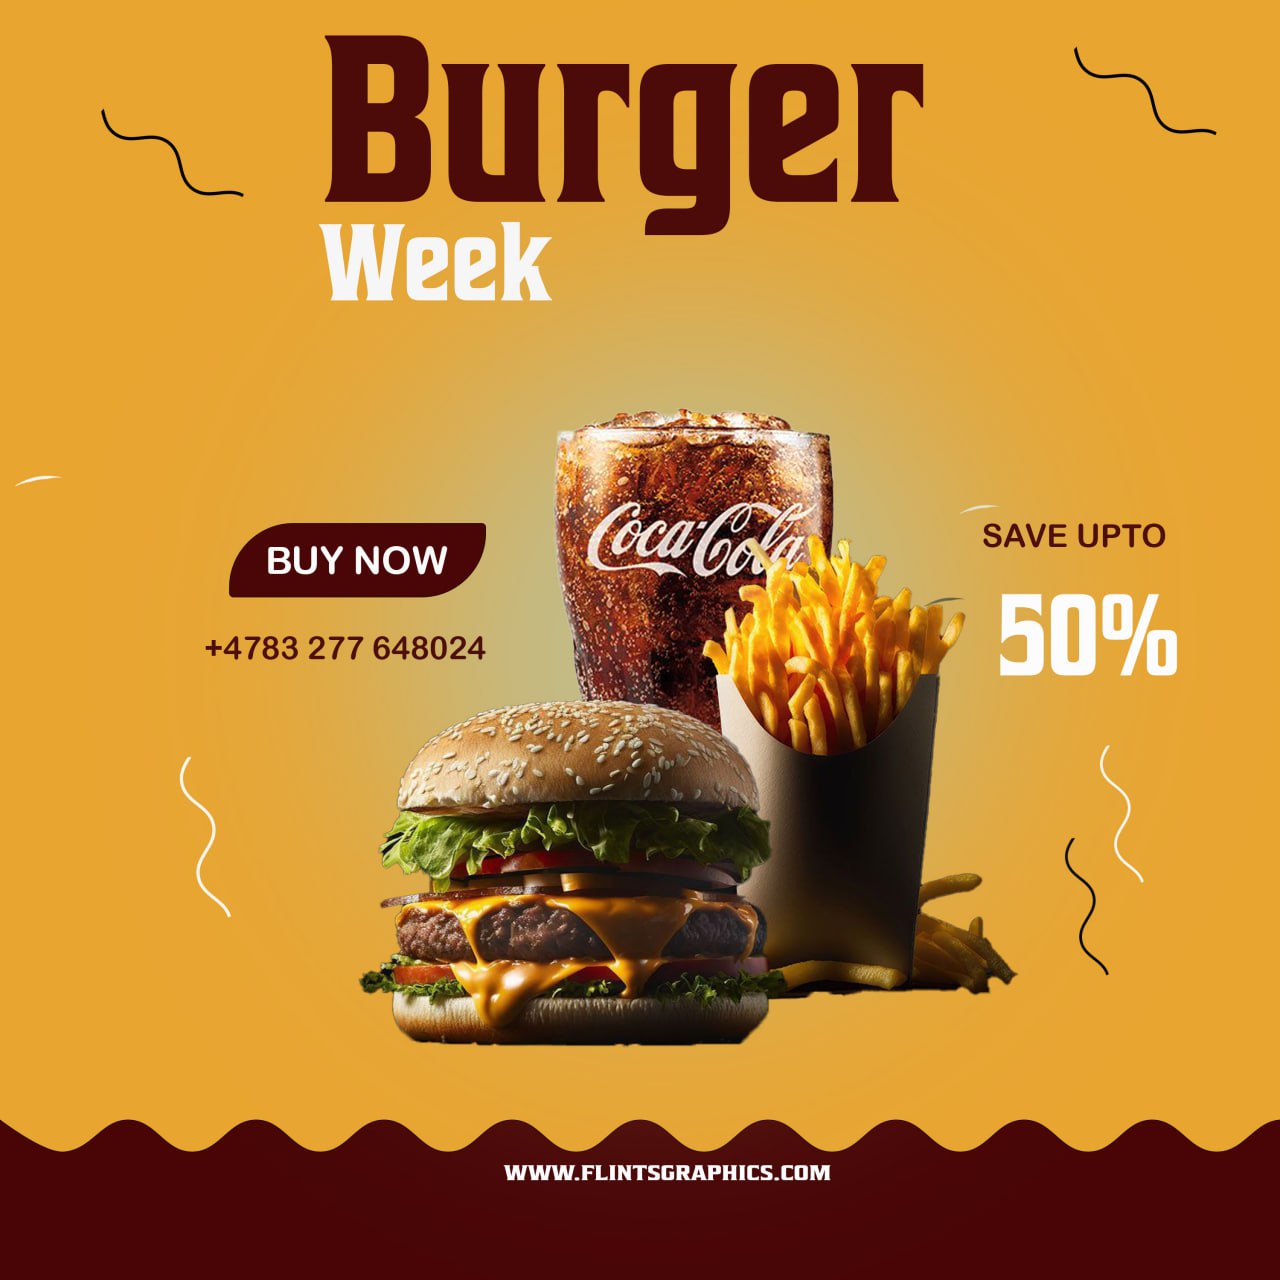 Burger
Week
Coca-Cola
BUY NOW
+4783 277 648024
SAVE UPTO
50%
WWW.FLINTSGRAPHICS.COM